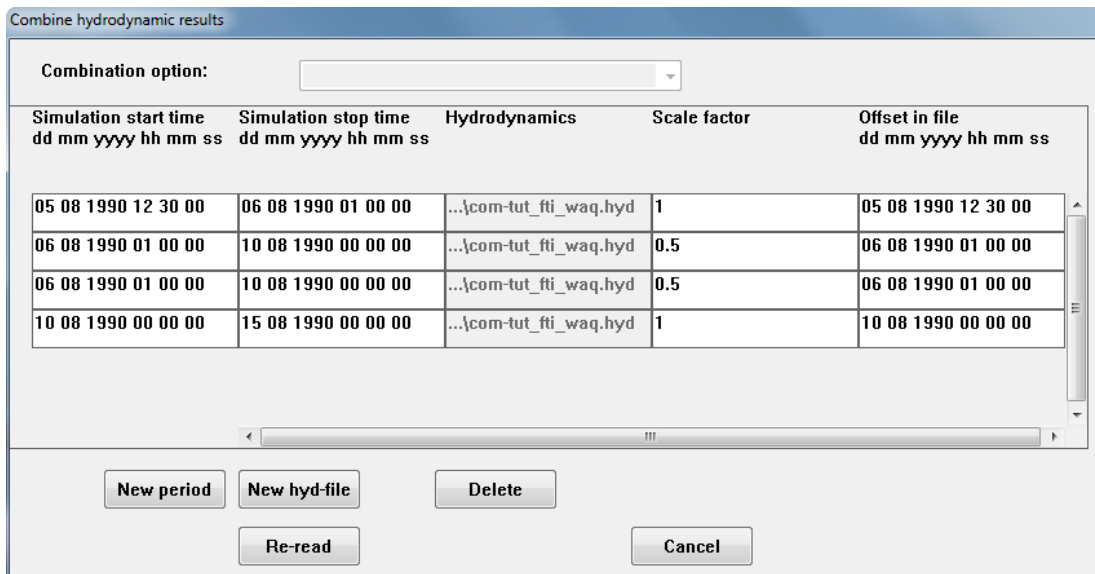 Combine hydrodynamic results
Combination option:
Simulation start time Simulation stop time Hydrodynamics Scale factor Offset in file
dd mm yyyy hh mm ss dd mm yyyy hh mm ss dd mm yyyy hh mm ss
05 08 1990 12 30 00 06 08 1990 01 00 00 ...\com-tut_fti_waq.hyd 1 05 08 1990 12 30 00
06 08 1990 01 00 00 10 08 1990 00 00 00 ...\com-tut_fti_waq.hyd 0.5 06 08 1990 01 00 00
06 08 1990 01 00 00 10 08 1990 00 00 00 ...\com-tut_fti_waq.hyd 0.5 06 08 1990 01 00 00
10 08 1990 00 00 00 15 08 1990 00 00 00 ...\com-tut_fti_waq.hyd 1 10 08 1990 00 00 00
New period New hyd-file Delete
Re-read Cancel